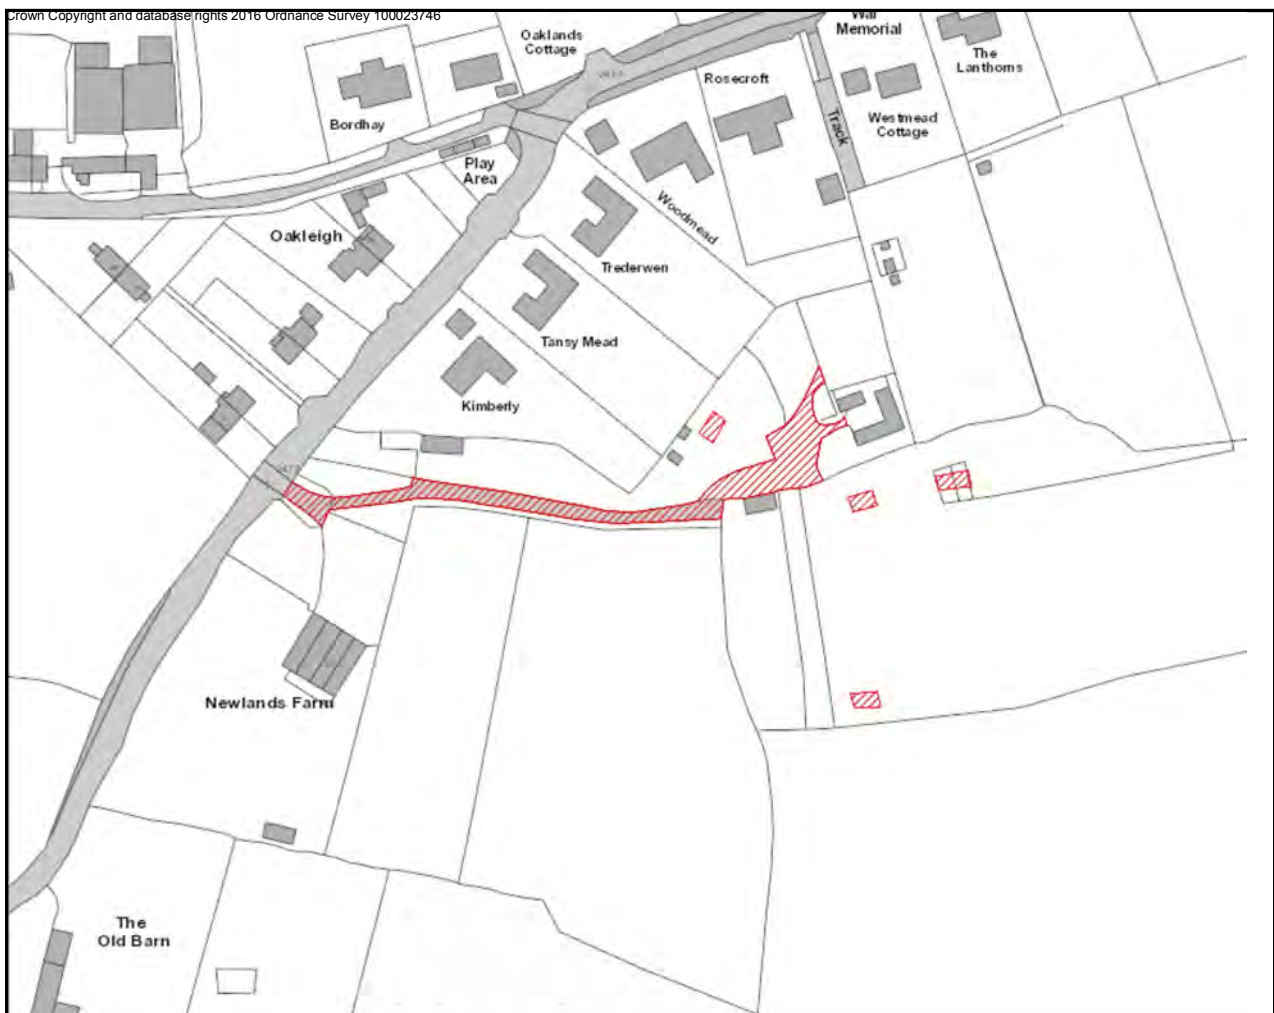 Crown Copyright and database rights 2016 Ordnance Survey 100023746
Oaklands
Cottage
War
Memorial
The
Lanthorns
Rosecroft
Bordhay
Westmead
Cottage
Track
Play
Area
Woodmead
Oakleigh
Trederwen
Tansy Mead
Kimberly
Newlands Farm
The
Old Barn